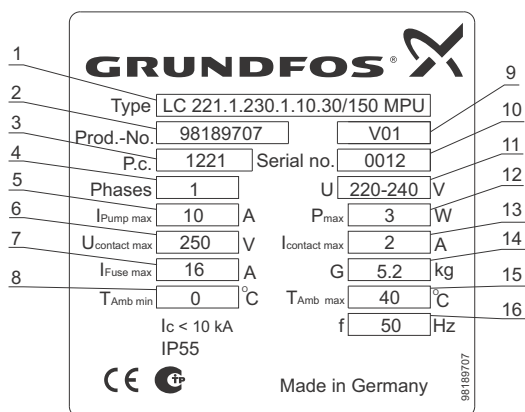 GRUNDFOS®
1
Type LC 221.1.230.1.10.30/150 MPU
9
2
Prod.-No. 98189707 V01
10
3
P.c. 1221 Serial no. 0012
11
4
Phases 1 U 220-240 V
12
5
IPump max 10 A Pmax 3 W
13
6
Ucontact max 250 V Icontact max 2 A
14
7
IFuse max 16 A G 5.2 kg
15
8
TAmb min 0 °C TAmb max 40 °C
16
Ic < 10 kA f 50 Hz
IP55
CE CTP Made in Germany
98189707